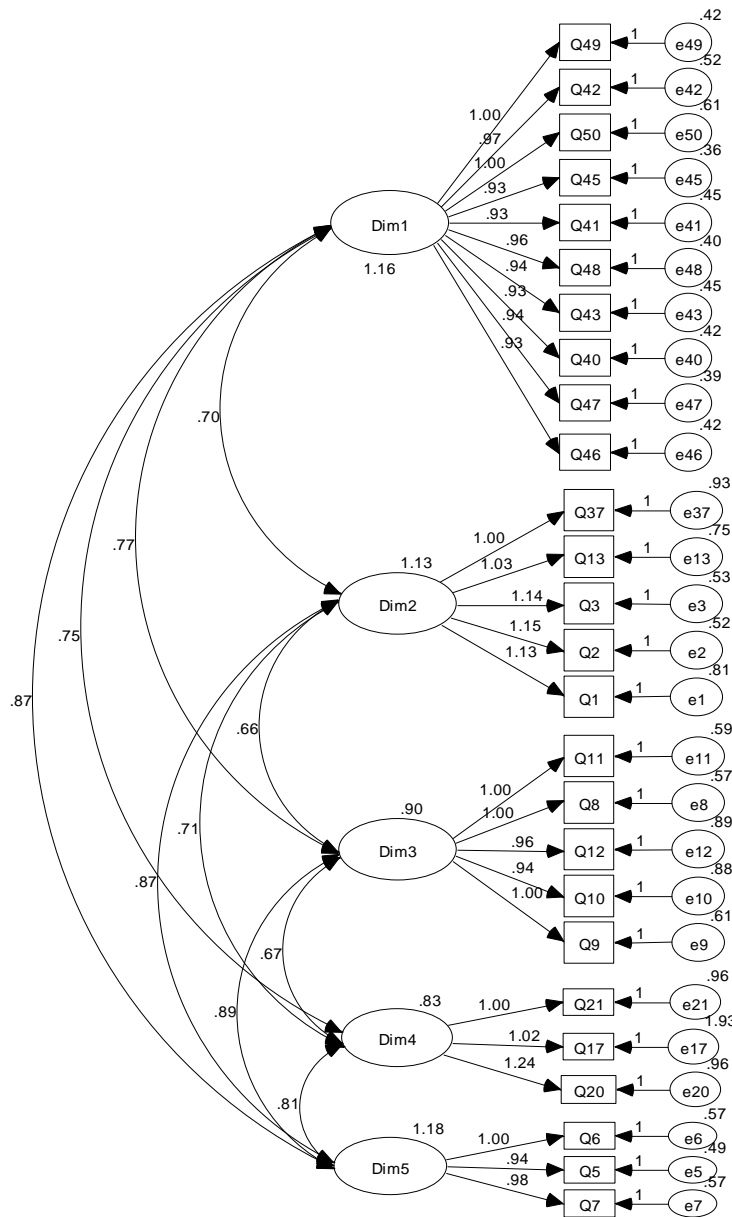 .42
Q49 1 e49
.52
Q42 1 e42
.61
1.00
.97
Q50 1 e50
.36
1.00
Q45 1 e45
.93
.45
.93
Q41 1 e41
Dim1
.40
.96
Q48 1 e48
1.16
.94
.45
.93
Q43 1 e43
.94
.42
Q40 1 e40
.93
.39
Q47 1 e47
.70
.42
Q46 1 e46
.93
Q37 1 e37
.75
1.00
.77
1.13
1.03
Q13 1 e13
.53
Dim2
1.14
Q3 1 e3
.52
.75
1.15
Q2 1 e2
1.13
.81
.87
Q1 1 e1
.66
.59
Q11 1 e11
.57
1.00
.90
1.00
Q8 1 e8
.71
.89
Dim3
.96
Q12 1 e12
.88
.87
.94
1.00
Q10 1 e10
.61
Q9 1 e9
.67
.96
.83
1.00
Q21 1 e21
.89
1.93
Dim4
1.02
Q17 1 e17
.96
1.24
Q20 1 e20
.81
.57
1.18
1.00
Q6 1 e6
.49
Dim5
.94
Q5 1 e5
.98
.57
Q7 1 e7